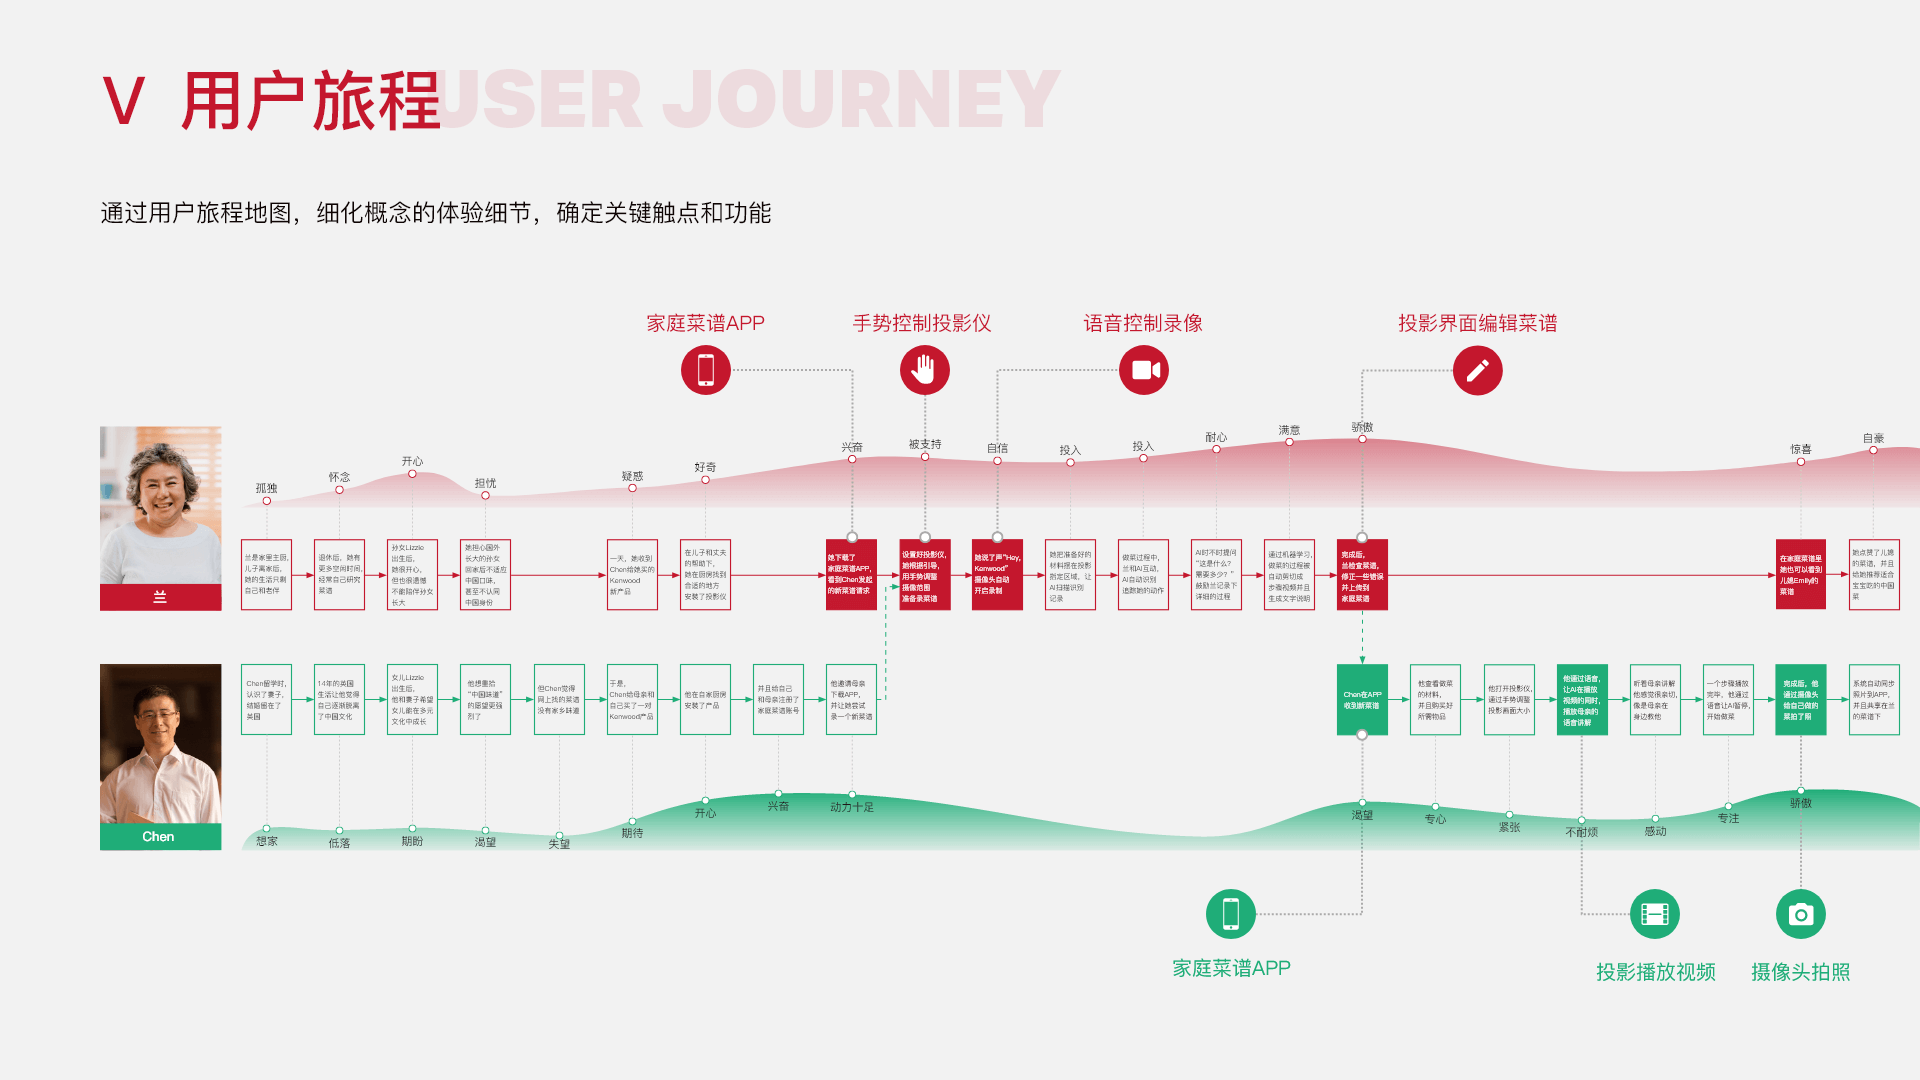 V 用户旅程
USER JOURNEY
通过用户旅程地图，细化概念的体验细节，确定关键触点和功能
家庭菜谱APP
手势控制投影仪
语音控制录像
投影界面编辑菜谱
孤独
怀念
开心
担忧
疑惑
好奇
兴奋
被支持
自信
投入
投入
耐心
满意
骄傲
惊喜
自豪
兰
兰是家里主厨,
儿子离家后,
她的生活只剩
自己和老伴
退休后, 她有
更多空闲时间,
经常自己研究
菜谱
孙女Lizzie
出生后,
她很开心,
但也很遗憾
不能陪伴孙女
长大
她担心国外
长大的孙女
回家后不适应
中国口味,
甚至不认同
中国身份
一天, 她收到
Chen给她买的
Kenwood
新产品
在儿子和丈夫
的帮助下,
她在厨房找到
合适的地方
安装了投影仪
她下载了
家庭菜谱APP,
看到Chen发起
的新菜谱请求
设置好投影仪,
她根据引导,
用手势调整
摄像范围
准备录菜谱
她说了声“Hey,
Kenwood”
摄像头自动
开启录制
她把准备好的
材料摆在投影
指定区域, 让
AI扫描识别
记录
做菜过程中,
兰和AI互动,
AI自动识别
追踪她的动作
AI时不时提问
“这是什么?
需要多少? ”
鼓励兰记录下
详细的过程
通过机器学习,
做菜的过程被
自动剪切成
步骤视频并且
生成文字说明
完成后,
兰检查菜谱,
修正一些错误
并上传到
家庭菜谱
在家庭菜谱里
她也可以看到
儿媳Emily的
菜谱
她点赞了儿媳
的菜谱, 并且
给她推荐适合
宝宝吃的中国
菜
Chen
Chen留学时,
认识了妻子,
结婚留在了
英国
14年的英国
生活让他觉得
自己逐渐脱离
了中国文化
女儿Lizzie
出生后,
他和妻子希望
女儿能在多元
文化中成长
他想重拾
“中国味道”
的愿望更强
烈了
但Chen觉得
网上找的菜谱
没有家乡味道
于是,
Chen给母亲和
自己买了一对
Kenwood产品
他在自家厨房
安装了产品
并且给自己
和母亲注册了
家庭菜谱账号
他邀请母亲
下载APP,
并让她尝试
录一个新菜谱
Chen在APP
收到新菜谱
他查看做菜
的材料,
并且购买好
所需物品
他打开投影仪,
通过手势调整
投影画面大小
他通过语音,
让AI在播放
视频的同时,
播放母亲的
语音讲解
听着母亲讲解
他感觉很亲切,
像是母亲在
身边教他
一个步骤播放
完毕, 他通过
语音让AI暂停,
开始做菜
完成后, 他
通过摄像头
给自己做的
菜拍了照
系统自动同步
照片到APP,
并且共享在兰
的菜谱下
想家
低落
期盼
渴望
失望
期待
开心
兴奋
动力十足
渴望
专心
紧张
不耐烦
感动
专注
骄傲
家庭菜谱APP
投影播放视频
摄像头拍照